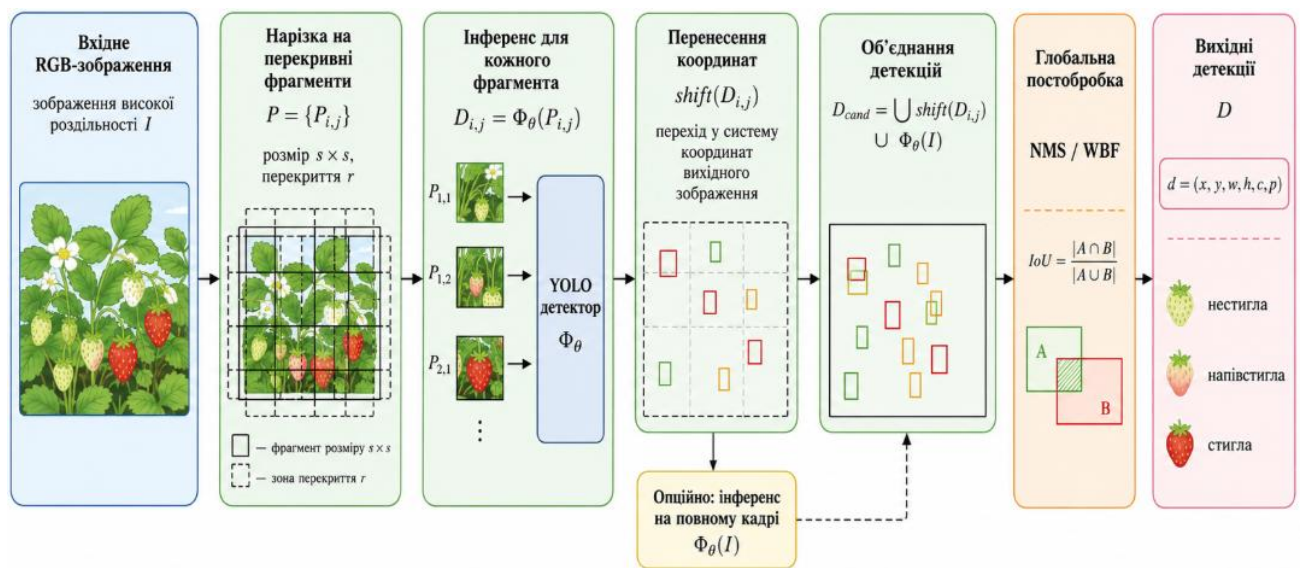 Вхідне
RGB-зображення
зображення високої
роздільності I
Нарізка на
перекривні
фрагменти
P = {P_{i,j}}
розмір s × s,
перекриття r
— фрагмент розміру s×s
— зона перекриття r
Інференс для
кожного
фрагмента
D_{i,j} = Φ_θ(P_{i,j})
P_{1,1}
P_{1,2}
P_{2,1}
⋮
YOLO
детектор
Φ_θ
Перенесення
координат
shift(D_{i,j})
перехід у систему
координат
вихідного
зображення
Опційно: інференс
на повному кадрі
Φ_θ(I)
Об’єднання
детекцій
D_{cand} = ⋃ shift(D_{i,j})
∪ Φ_θ(I)
Глобальна
постобробка
NMS / WBF
IoU = |A ∩ B| / |A ∪ B|
A
B
Вихідні
детекції
D
d = (x, y, w, h, c, p)
нестигла
напівстигла
стигла